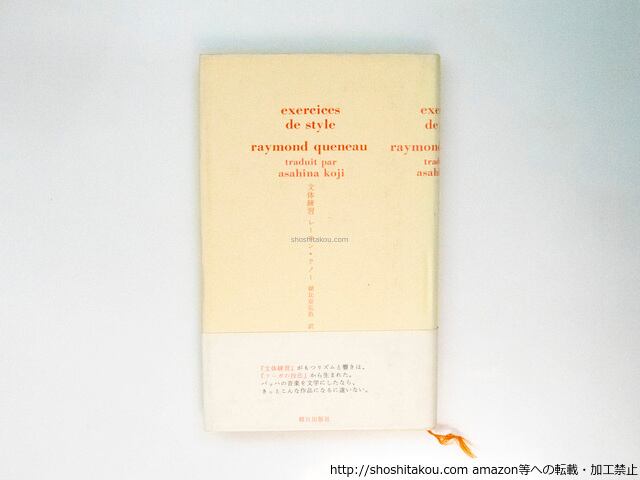 exercices
de style
raymond queneau
traduit par
asahina koji
exe
de
raymon
tra
asah
文体練習 レーモン・クノー 朝比奈弘治 訳
shoshitakou.com
『文体練習』がもつリズムと響きは、
『フーガの技法』から生まれた。
バッハの音楽を文学にしたなら、
きっとこんな作品になるに違いない。
朝日出版社
http://shoshitakou.com amazon等への転載・加工禁止